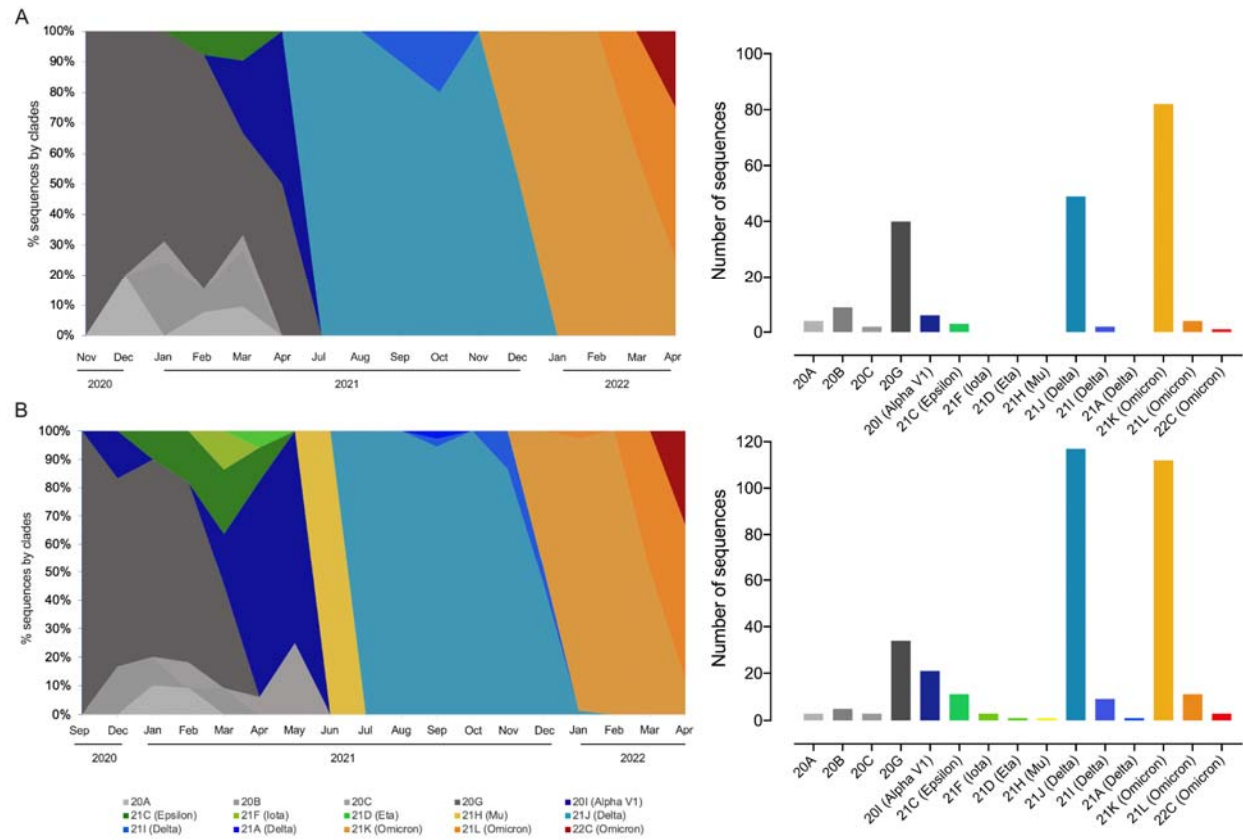 A
% sequences by clades
100%
90%
80%
70%
60%
50%
40%
30%
20%
10%
0%
Nov Dec Jan Feb Mar Apr Jul Aug Sep Oct Nov Dec Jan Feb Mar Apr
2020 2021 2022
Number of sequences
100
80
60
40
20
0
20A 20B 20C 20G 20I (Alpha V1) 21C (Epsilon) 21F (Iota) 21D (Eta) 21H (Mu) 21J (Delta) 21I (Delta) 21A (Delta) 21K (Omicron) 21L (Omicron) 22C (Omicron)
B
% sequences by clades
100%
90%
80%
70%
60%
50%
40%
30%
20%
10%
0%
Sep Dec Jan Feb Mar Apr May Jun Jul Aug Sep Oct Nov Dec Jan Feb Mar Apr
2020 2021 2022
Number of sequences
120
100
80
60
40
20
0
20A 20B 20C 20G 20I (Alpha V1) 21C (Epsilon) 21F (Iota) 21D (Eta) 21H (Mu) 21J (Delta) 21I (Delta) 21A (Delta) 21K (Omicron) 21L (Omicron) 22C (Omicron)
20A 20B 20C 20G 20I (Alpha V1)
21C (Epsilon) 21F (Iota) 21D (Eta) 21H (Mu) 21J (Delta)
21I (Delta) 21A (Delta) 21K (Omicron) 21L (Omicron) 22C (Omicron)